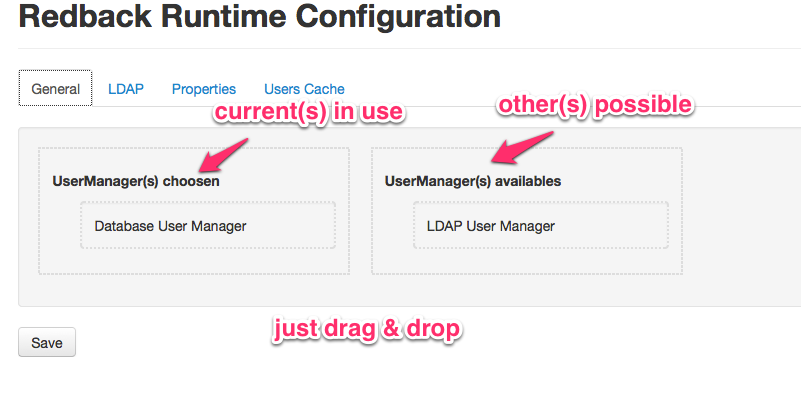 Redback Runtime Configuration
General LDAP Properties Users Cache
current(s) in use other(s) possible
UserManager(s) choosen UserManager(s) availables
Database User Manager LDAP User Manager
just drag & drop
Save